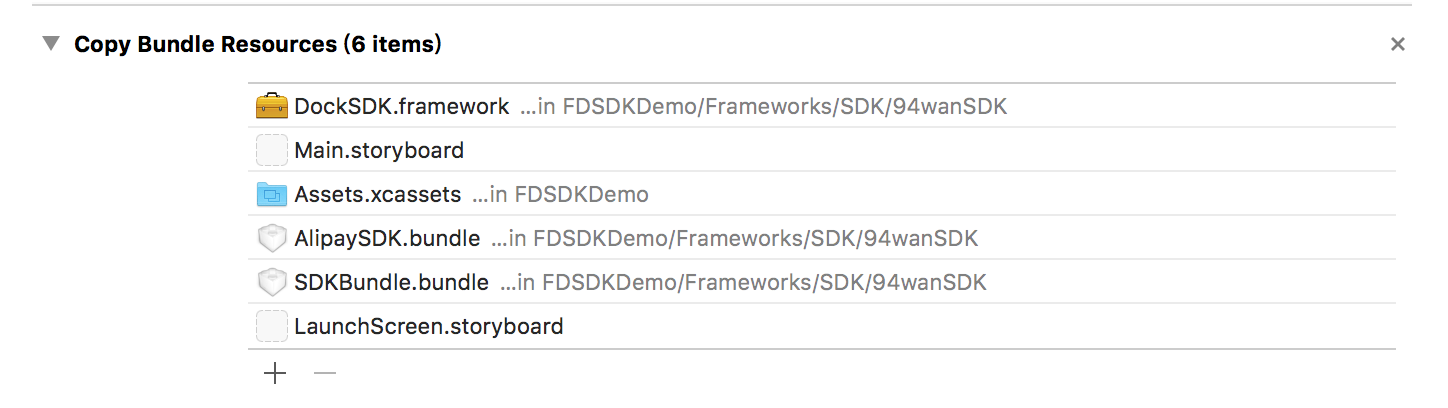 Copy Bundle Resources (6 items)
DockSDK.framework ...in FDSDKDemo/Frameworks/SDK/94wanSDK
Main.storyboard
Assets.xcassets ...in FDSDKDemo
AlipaySDK.bundle ...in FDSDKDemo/Frameworks/SDK/94wanSDK
SDKBundle.bundle ...in FDSDKDemo/Frameworks/SDK/94wanSDK
LaunchScreen.storyboard